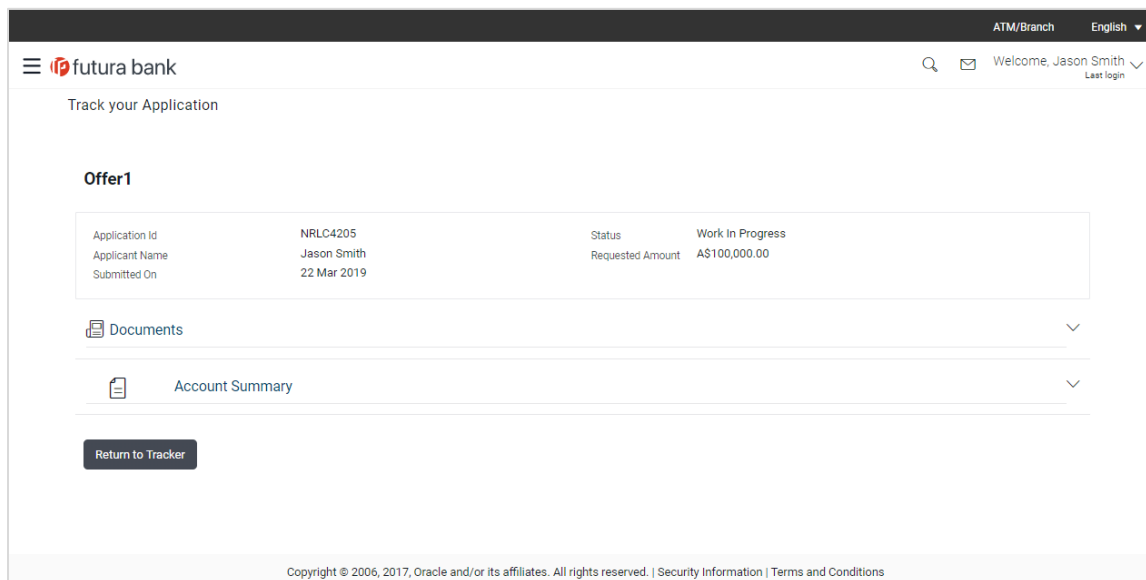 ATM/Branch English
futura bank
Welcome, Jason Smith
Last login
Track your Application
Offer1
Application Id NRLC4205 Status Work In Progress
Applicant Name Jason Smith Requested Amount A$100,000.00
Submitted On 22 Mar 2019
Documents
Account Summary
Return to Tracker
Copyright © 2006, 2017, Oracle and/or its affiliates. All rights reserved. | Security Information | Terms and Conditions